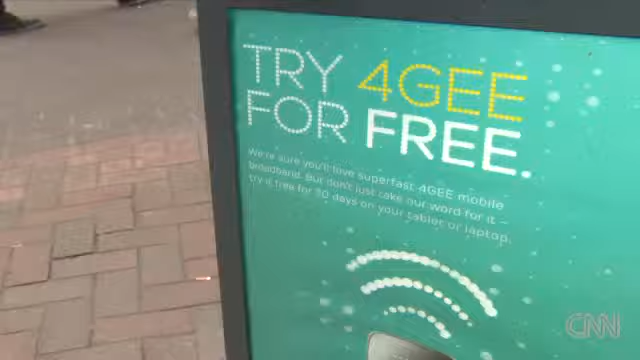 TRY 4GEE
FOR FREE.
We're sure you'll love superfast 4GEE mobile
broadband. But don't just take our word for it –
try it free for 30 days on your tablet or laptop.
CNN